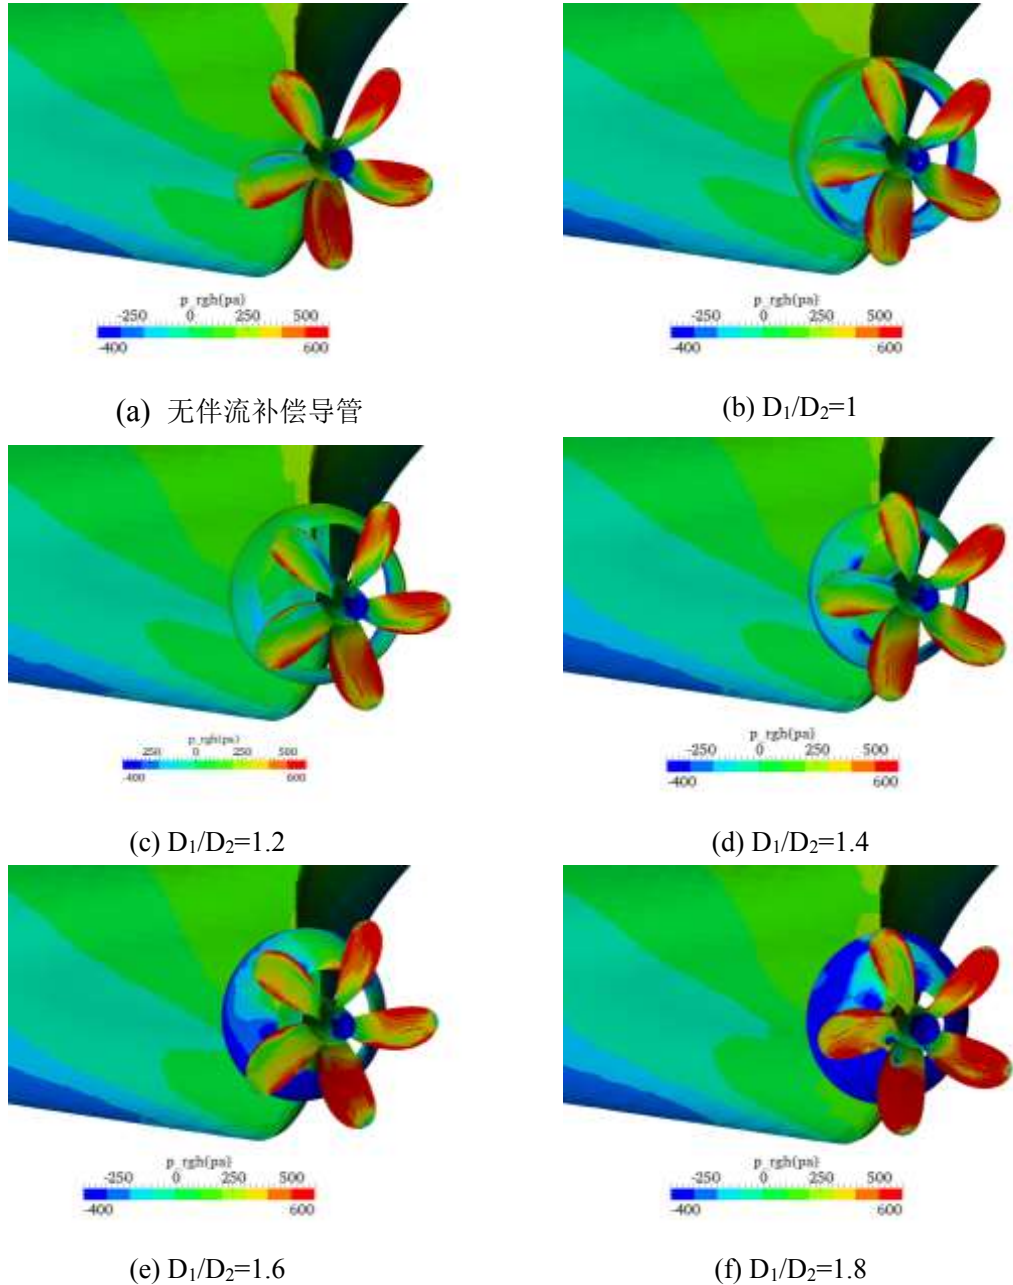 p_rgh(pa)
-250 0 250 500
-400 600
p_rgh(pa)
-250 0 250 500
-400 600
(a) 无伴流补偿导管
(b) D₁/D₂=1
p_rgh(pa)
250 0 250 500
-400 600
p_rgh(pa)
-250 0 250 500
-400 600
(c) D₁/D₂=1.2
(d) D₁/D₂=1.4
p_rgh(pa)
-250 0 250 500
-400 600
p_rgh(pa)
-250 0 250 500
-400 600
(e) D₁/D₂=1.6
(f) D₁/D₂=1.8